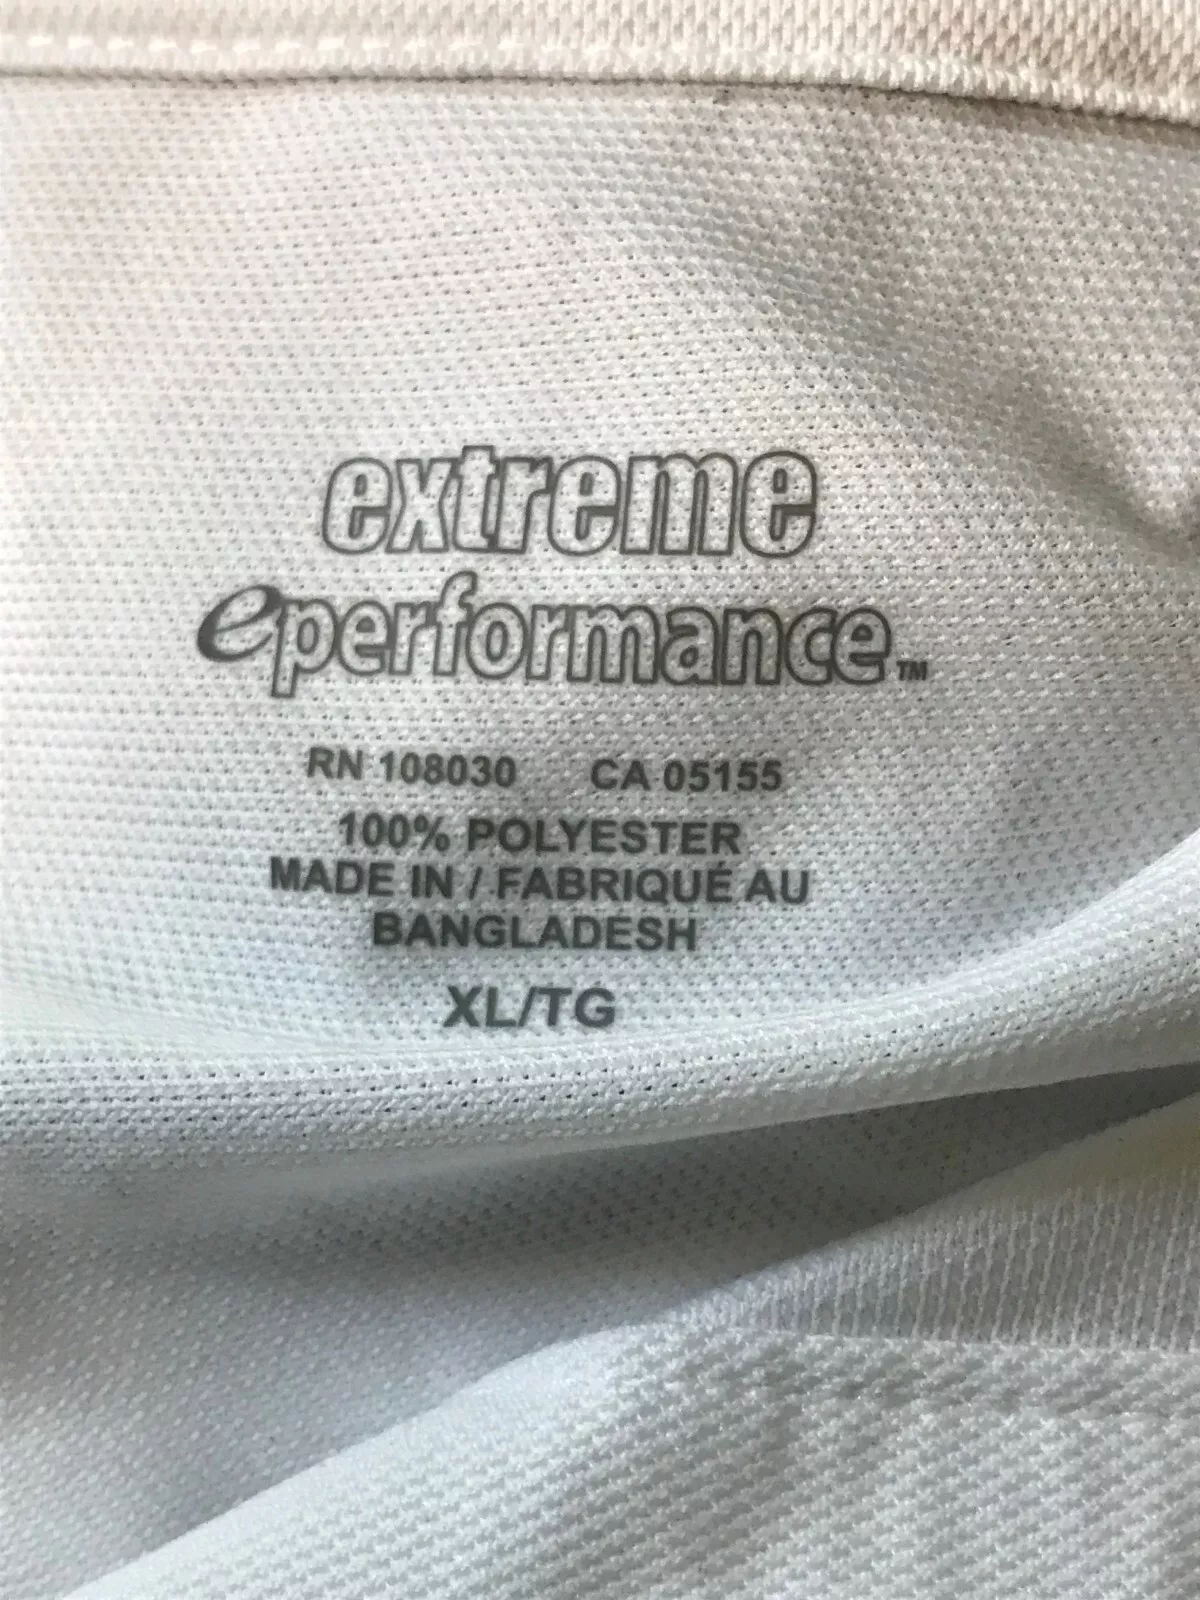 extreme
eperformance™
RN 108030 CA 05155
100% POLYESTER
MADE IN / FABRIQUÉ AU
BANGLADESH
XL/TG